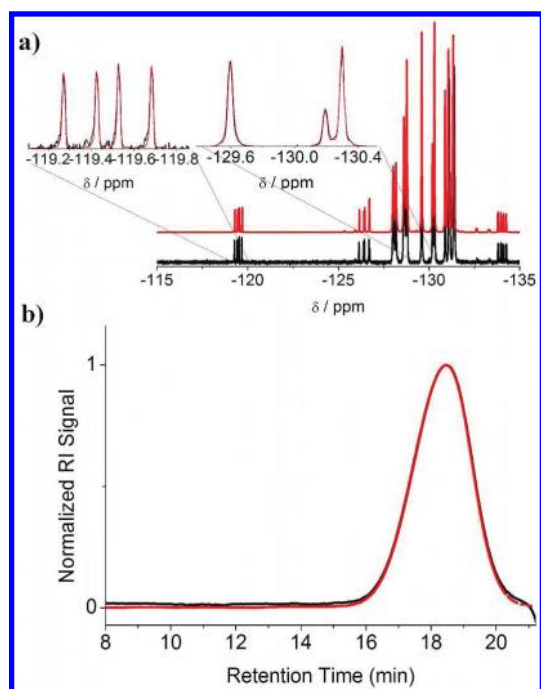 a)
-119.2 -119.4 -119.6 -119.8
δ / ppm
-129.6 -130.0 -130.4
δ / ppm
-115 -120 -125 -130 -135
δ / ppm
b)
Normalized RI Signal
1
0
8 10 12 14 16 18 20
Retention Time (min)